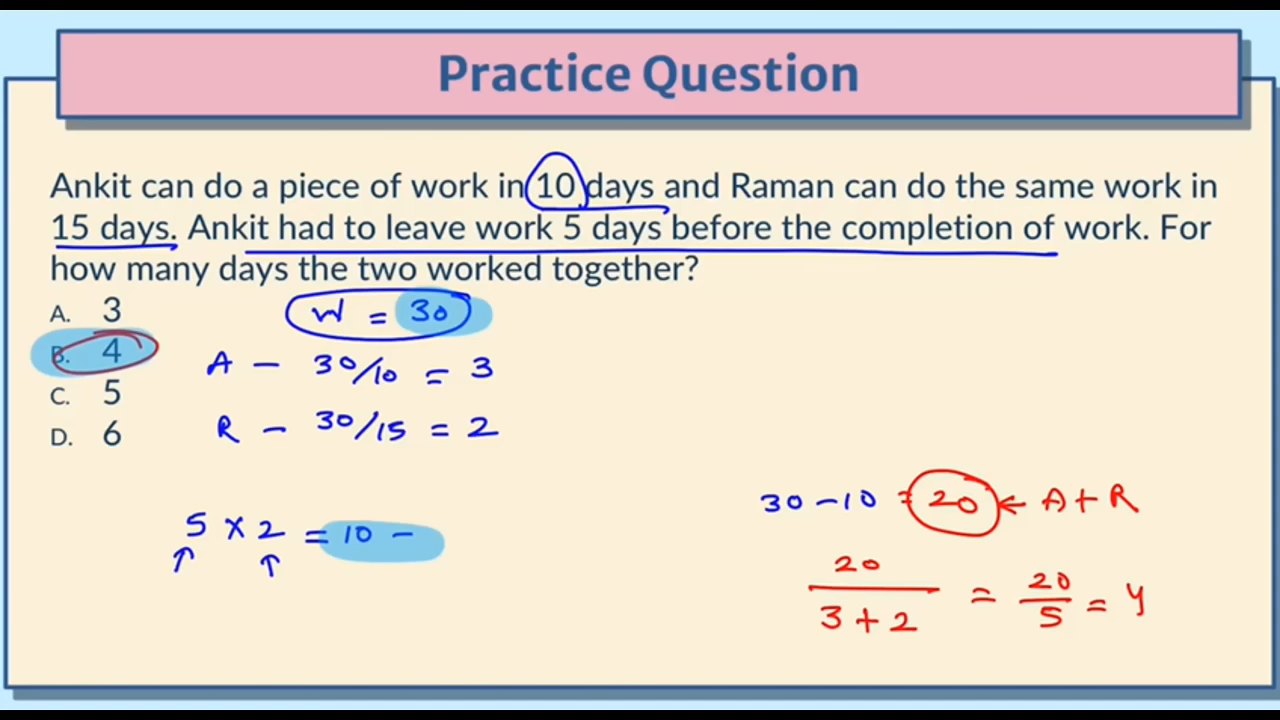 Practice Question
Ankit can do a piece of work in 10 days and Raman can do the same work in
15 days. Ankit had to leave work 5 days before the completion of work. For
how many days the two worked together?
A. 3
B. 4
C. 5
D. 6
W = 30
A - 30/10 = 3
R - 30/15 = 2
5 × 2 = 10 -
30 - 10 = 20 ← A + R
20
3 + 2
= 20
5
= 4